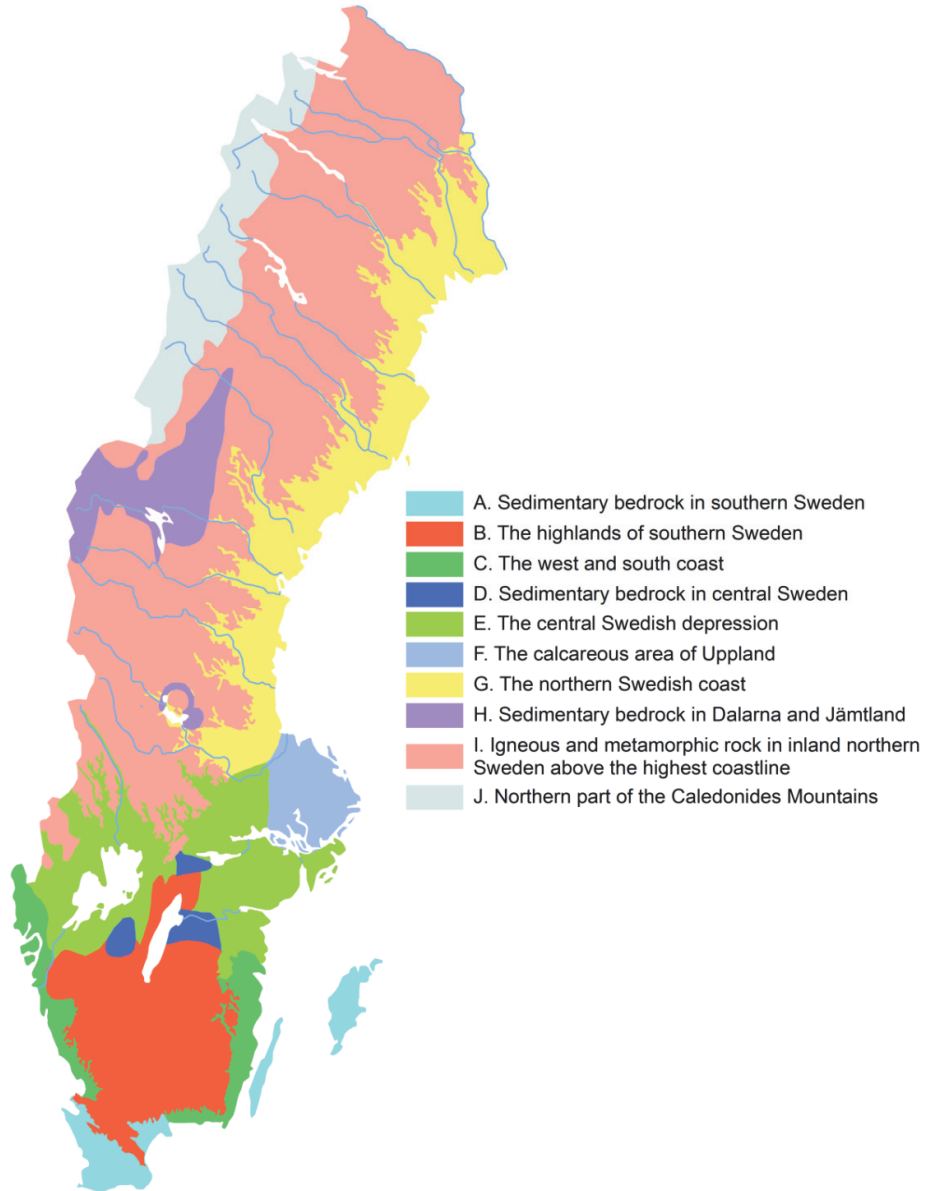 A. Sedimentary bedrock in southern Sweden
B. The highlands of southern Sweden
C. The west and south coast
D. Sedimentary bedrock in central Sweden
E. The central Swedish depression
F. The calcareous area of Uppland
G. The northern Swedish coast
H. Sedimentary bedrock in Dalarna and Jämtland
I. Igneous and metamorphic rock in inland northern
Sweden above the highest coastline
J. Northern part of the Caledonides Mountains